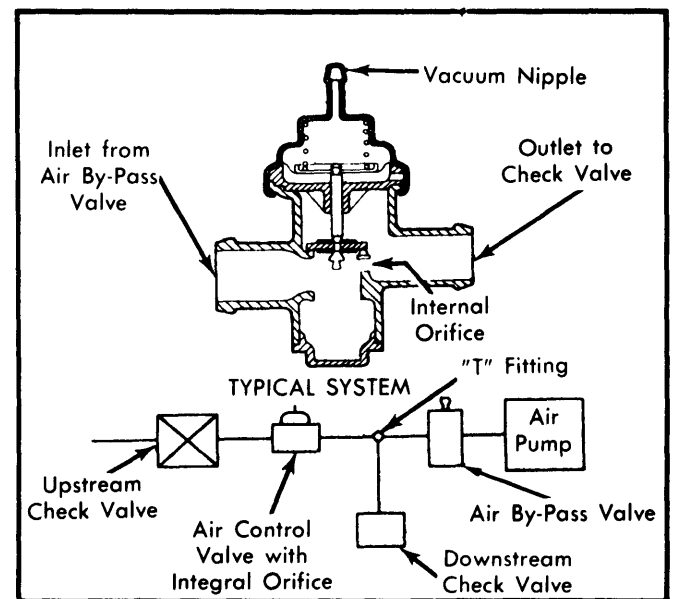 Vacuum Nipple
Inlet from
Air By-Pass
Valve
Outlet to
Check Valve
Internal
Orifice
TYPICAL SYSTEM
"T" Fitting
Air
Pump
Upstream
Check Valve
Air Control
Valve with
Integral Orifice
Air By-Pass Valve
Downstream
Check Valve